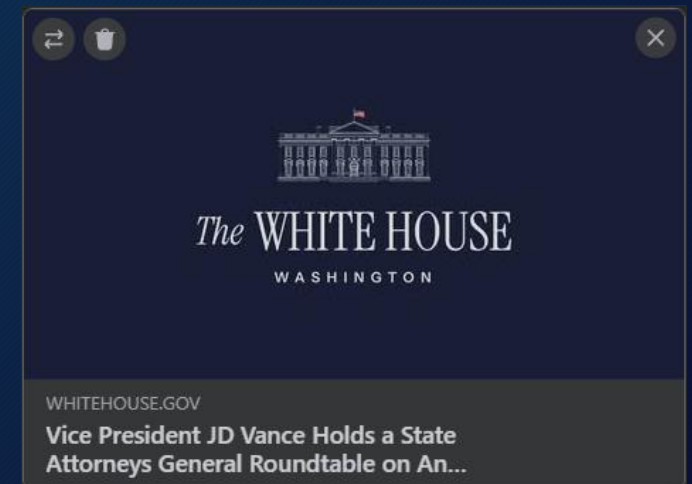 The WHITE HOUSE
WASHINGTON
WHITEHOUSE.GOV
Vice President JD Vance Holds a State
Attorneys General Roundtable on An...